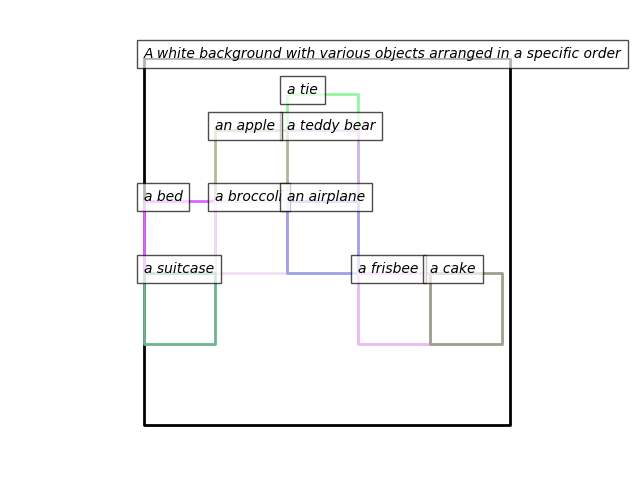 A white background with various objects arranged in a specific order
a tie
an apple
a teddy bear
a bed
a broccoli
an airplane
a suitcase
a frisbee
a cake